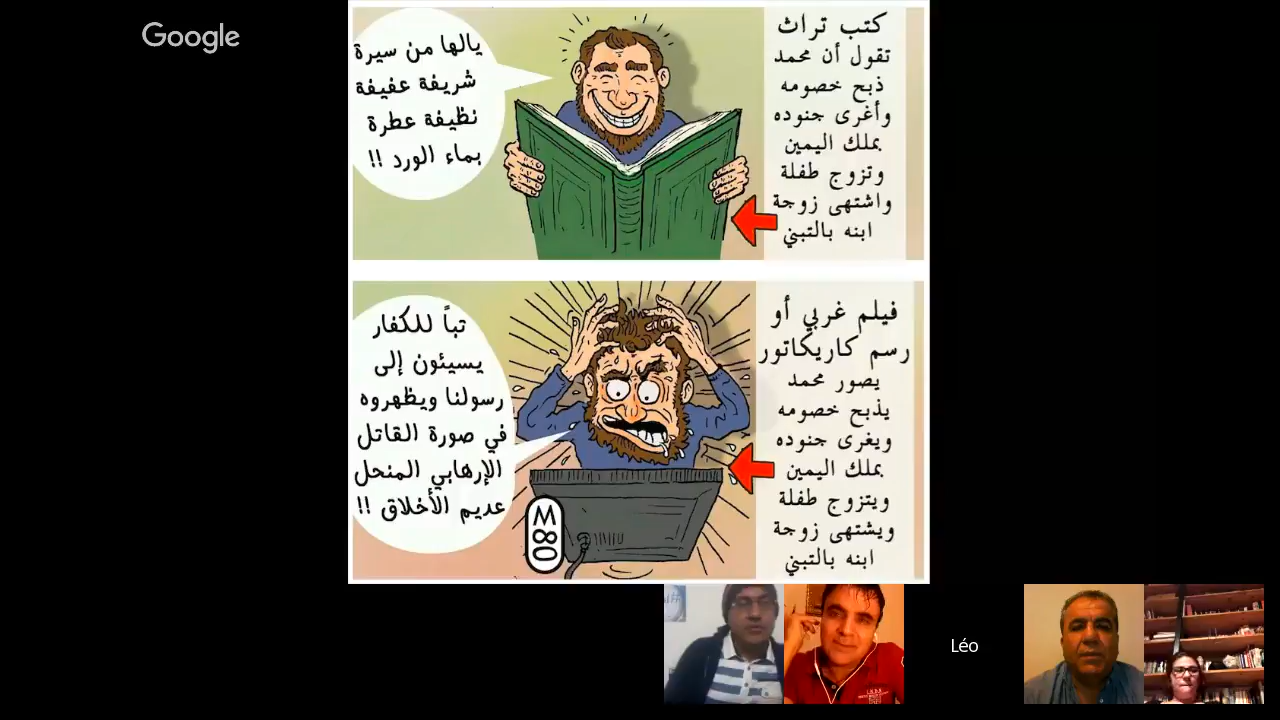 Google
كتب تراث
تقول أن محمد
ذبح خصومه
وأغرى جنوده
بملك اليمين
وتزوج طفلة
واشتهى زوجة
ابنه بالتبني
يالها من سيرة
شريفة عفيفة
نظيفة عطرة
بماء الورد !!
فيلم غربي أو
رسم كاريكاتور
يصور محمد
يذبح خصومه
ويغرى جنوده
بملك اليمين
ويتزوج طفلة
ويشتهى زوجة
ابنه بالتبني
تباً للكفار
يسيئون إلى
رسولنا ويظهروه
في صورة القاتل
الإرهابي المنحل
عديم الأخلاق !!
M80
Léo